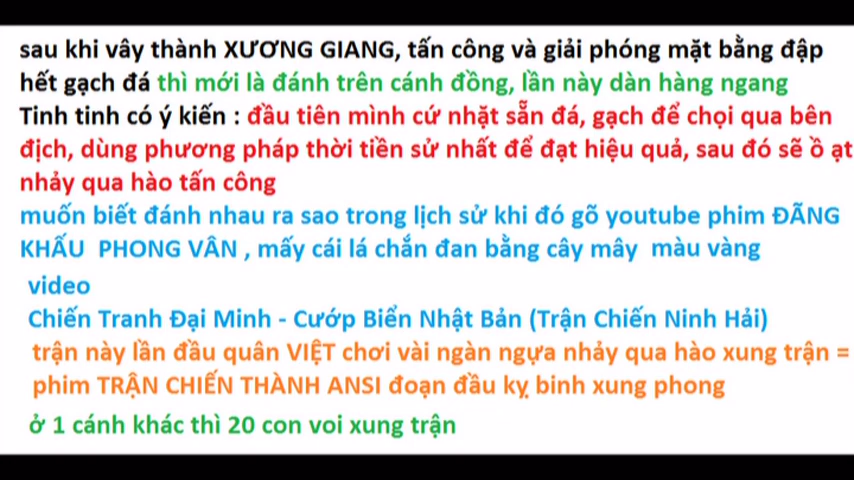 sau khi vây thành XƯƠNG GIANG, tấn công và giải phóng mặt bằng đập
hết gạch đá thì mới là đánh trên cánh đồng, lần này dàn hàng ngang
Tinh tinh có ý kiến : đầu tiên mình cứ nhặt sẵn đá, gạch để chọi qua bên
địch, dùng phương pháp thời tiền sử nhất để đạt hiệu quả, sau đó sẽ ồ ạt
nhảy qua hào tấn công
muốn biết đánh nhau ra sao trong lịch sử khi đó gõ youtube phim ĐÃNG
KHẤU PHONG VÂN , mấy cái lá chắn đan bằng cây mây màu vàng
video
Chiến Tranh Đại Minh - Cướp Biển Nhật Bản (Trận Chiến Ninh Hải)
trận này lần đầu quân VIỆT chơi vài ngàn ngựa nhảy qua hào xung trận =
phim TRẬN CHIẾN THÀNH ANSI đoạn đầu kỵ binh xung phong
ở 1 cánh khác thì 20 con voi xung trận